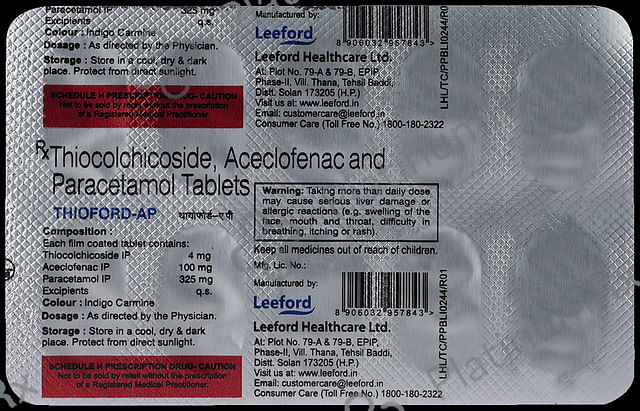 Paracetamol IP 325 mg
Excipients q.s.
Colour : Indigo Carmine
Dosage : As directed by the Physician.
Storage : Store in a cool, dry & dark
place. Protect from direct sunlight.
SCHEDULE H PRESCRIPTION DRUG- CAUTION
Not to be sold by retail without the prescription
of a Registered Medical Practitioner.
Manufactured by:
Leeford
8 906032 957843 >
Leeford Healthcare Ltd.
At: Plot No. 79-A & 79-B, EPIP,
Phase-II, Vill. Thana, Tehsil Baddi,
Distt. Solan 173205 (H.P.)
Visit us at: www.leeford.in
Email: customercare@leeford.in
Consumer Care (Toll Free No.) 1800-180-2322
LHL/TC/PPBLI0244/R0
Rx Thiocolchicoside, Aceclofenac and
Paracetamol Tablets
THIOFORD-AP थायोफोर्ड-ए पी
Composition :
Each film coated tablet contains:
Thiocolchicoside IP 4 mg
Aceclofenac IP 100 mg
Paracetamol IP 325 mg
Excipients q.s.
Colour : Indigo Carmine
Dosage : As directed by the Physician.
Storage : Store in a cool, dry & dark
place. Protect from direct sunlight.
SCHEDULE H PRESCRIPTION DRUG- CAUTION
Not to be sold by retail without the prescription
of a Registered Medical Practitioner.
Warning: Taking more than daily dose
may cause serious liver damage or
allergic reactions (e.g. swelling of the
face, mouth and throat, difficulty in
breathing, itching or rash).
Keep all medicines out of reach of children.
Mfg. Lic. No.:
Manufactured by:
Leeford
8 906032 957843 >
Leeford Healthcare Ltd.
At: Plot No. 79-A & 79-B, EPIP,
Phase-II, Vill. Thana, Tehsil Baddi,
Distt. Solan 173205 (H.P.)
Visit us at: www.leeford.in
Email: customercare@leeford.in
Consumer Care (Toll Free No.) 1800-180-2322
LHL/TC/PPBLI0244/R01